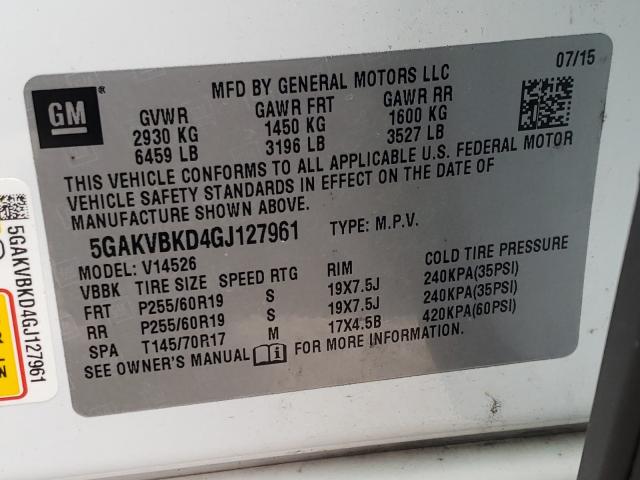 GM
MFD BY GENERAL MOTORS LLC
07/15
GVWR GAWR FRT GAWR RR
2930 KG 1450 KG 1600 KG
6459 LB 3196 LB 3527 LB
THIS VEHICLE CONFORMS TO ALL APPLICABLE U.S. FEDERAL MOTOR
VEHICLE SAFETY STANDARDS IN EFFECT ON THE DATE OF
MANUFACTURE SHOWN ABOVE.
5GAKVBKD4GJ127961 TYPE: M.P.V.
MODEL: V14526
VBBK TIRE SIZE SPEED RTG RIM COLD TIRE PRESSURE
FRT P255/60R19 S 19X7.5J 240KPA(35PSI)
RR P255/60R19 S 19X7.5J 240KPA(35PSI)
SPA T145/70R17 M 17X4.5B 420KPA(60PSI)
SEE OWNER'S MANUAL FOR MORE INFORMATION.
5GAKVBKD4GJ127961